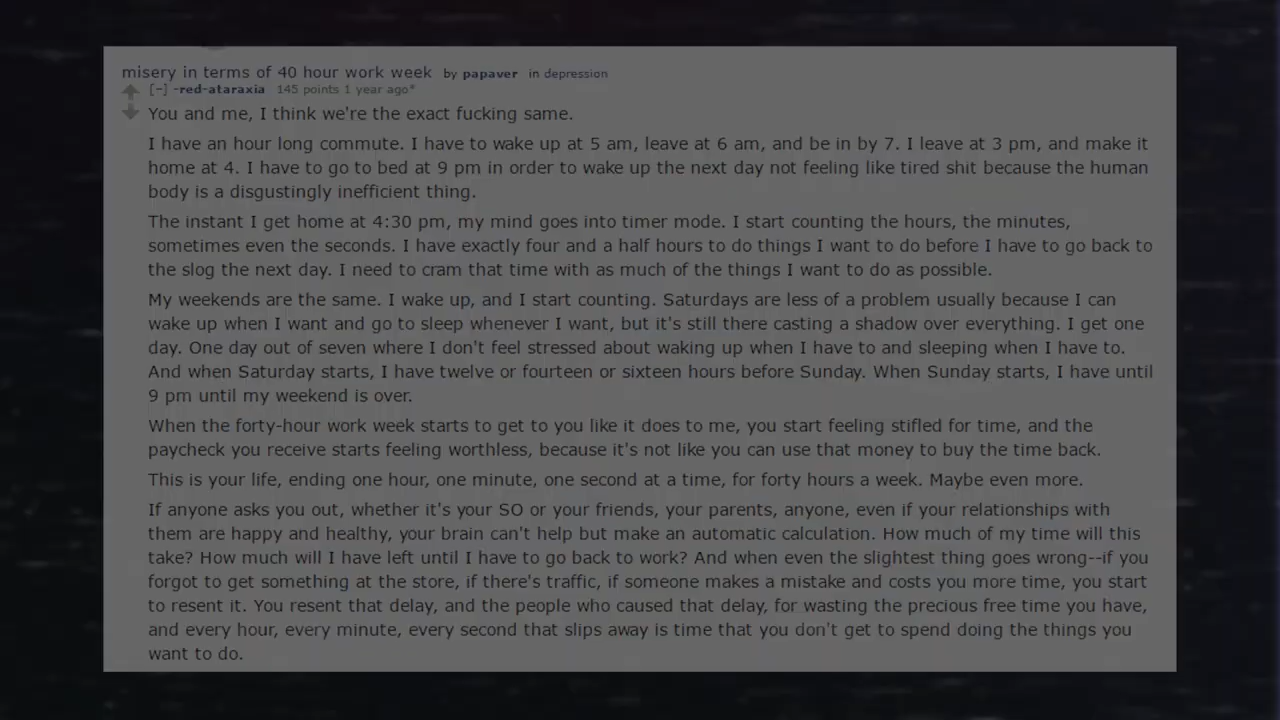 misery in terms of 40 hour work week by papaver in depression
[–] -red-ataraxia 145 points 1 year ago*
You and me, I think we're the exact fucking same.
I have an hour long commute. I have to wake up at 5 am, leave at 6 am, and be in by 7. I leave at 3 pm, and make it
home at 4. I have to go to bed at 9 pm in order to wake up the next day not feeling like tired shit because the human
body is a disgustingly inefficient thing.
The instant I get home at 4:30 pm, my mind goes into timer mode. I start counting the hours, the minutes,
sometimes even the seconds. I have exactly four and a half hours to do things I want to do before I have to go back to
the slog the next day. I need to cram that time with as much of the things I want to do as possible.
My weekends are the same. I wake up, and I start counting. Saturdays are less of a problem usually because I can
wake up when I want and go to sleep whenever I want, but it's still there casting a shadow over everything. I get one
day. One day out of seven where I don't feel stressed about waking up when I have to and sleeping when I have to.
And when Saturday starts, I have twelve or fourteen or sixteen hours before Sunday. When Sunday starts, I have until
9 pm until my weekend is over.
When the forty-hour work week starts to get to you like it does to me, you start feeling stifled for time, and the
paycheck you receive starts feeling worthless, because it's not like you can use that money to buy the time back.
This is your life, ending one hour, one minute, one second at a time, for forty hours a week. Maybe even more.
If anyone asks you out, whether it's your SO or your friends, your parents, anyone, even if your relationships with
them are happy and healthy, your brain can't help but make an automatic calculation. How much of my time will this
take? How much will I have left until I have to go back to work? And when even the slightest thing goes wrong--if you
forgot to get something at the store, if there's traffic, if someone makes a mistake and costs you more time, you start
to resent it. You resent that delay, and the people who caused that delay, for wasting the precious free time you have,
and every hour, every minute, every second that slips away is time that you don't get to spend doing the things you
want to do.